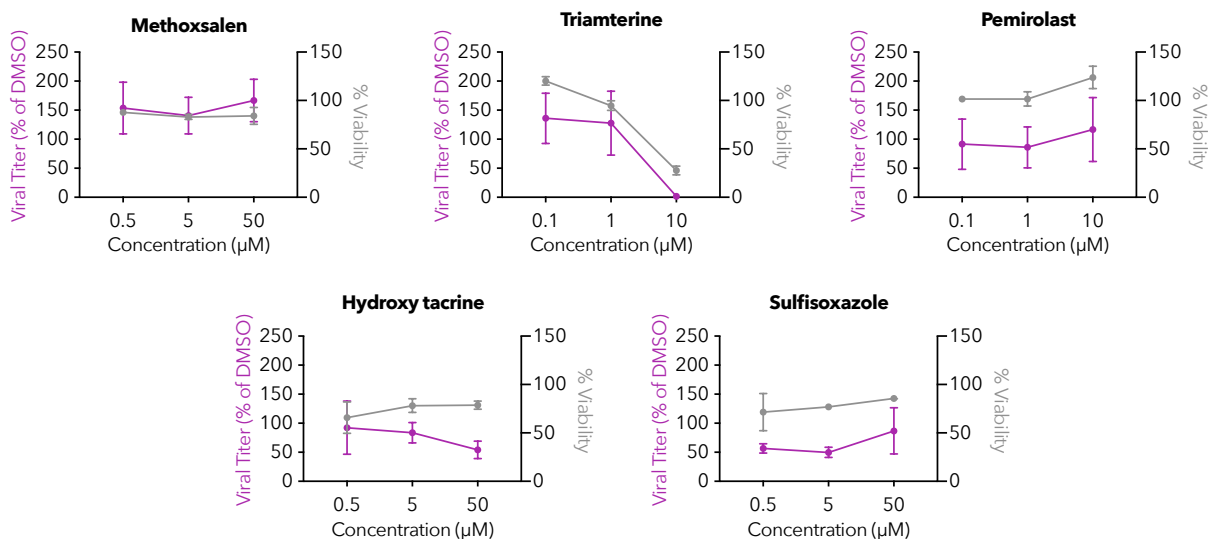 Methoxsalen
250
200
150
100
50
0
Viral Titer (% of DMSO)
150
100
50
0
% Viability
0.5 5 50
Concentration (µM)
Triamterine
250
200
150
100
50
0
Viral Titer (% of DMSO)
150
100
50
0
% Viability
0.1 1 10
Concentration (µM)
Pemirolast
250
200
150
100
50
0
Viral Titer (% of DMSO)
150
100
50
0
% Viability
0.1 1 10
Concentration (µM)
Hydroxy tacrine
250
200
150
100
50
0
Viral Titer (% of DMSO)
150
100
50
0
% Viability
0.5 5 50
Concentration (µM)
Sulfisoxazole
250
200
150
100
50
0
Viral Titer (% of DMSO)
150
100
50
0
% Viability
0.5 5 50
Concentration (µM)